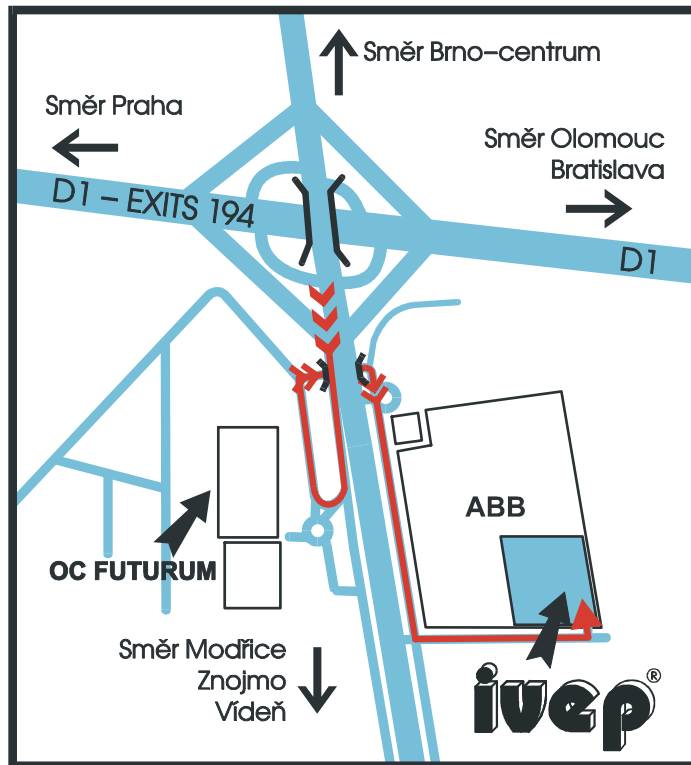 Směr Brno–centrum
Směr Praha
Směr Olomouc
Bratislava
D1 – EXITS 194
D1
ABB
OC FUTURUM
Směr Modřice
Znojmo
Vídeň
ivep®